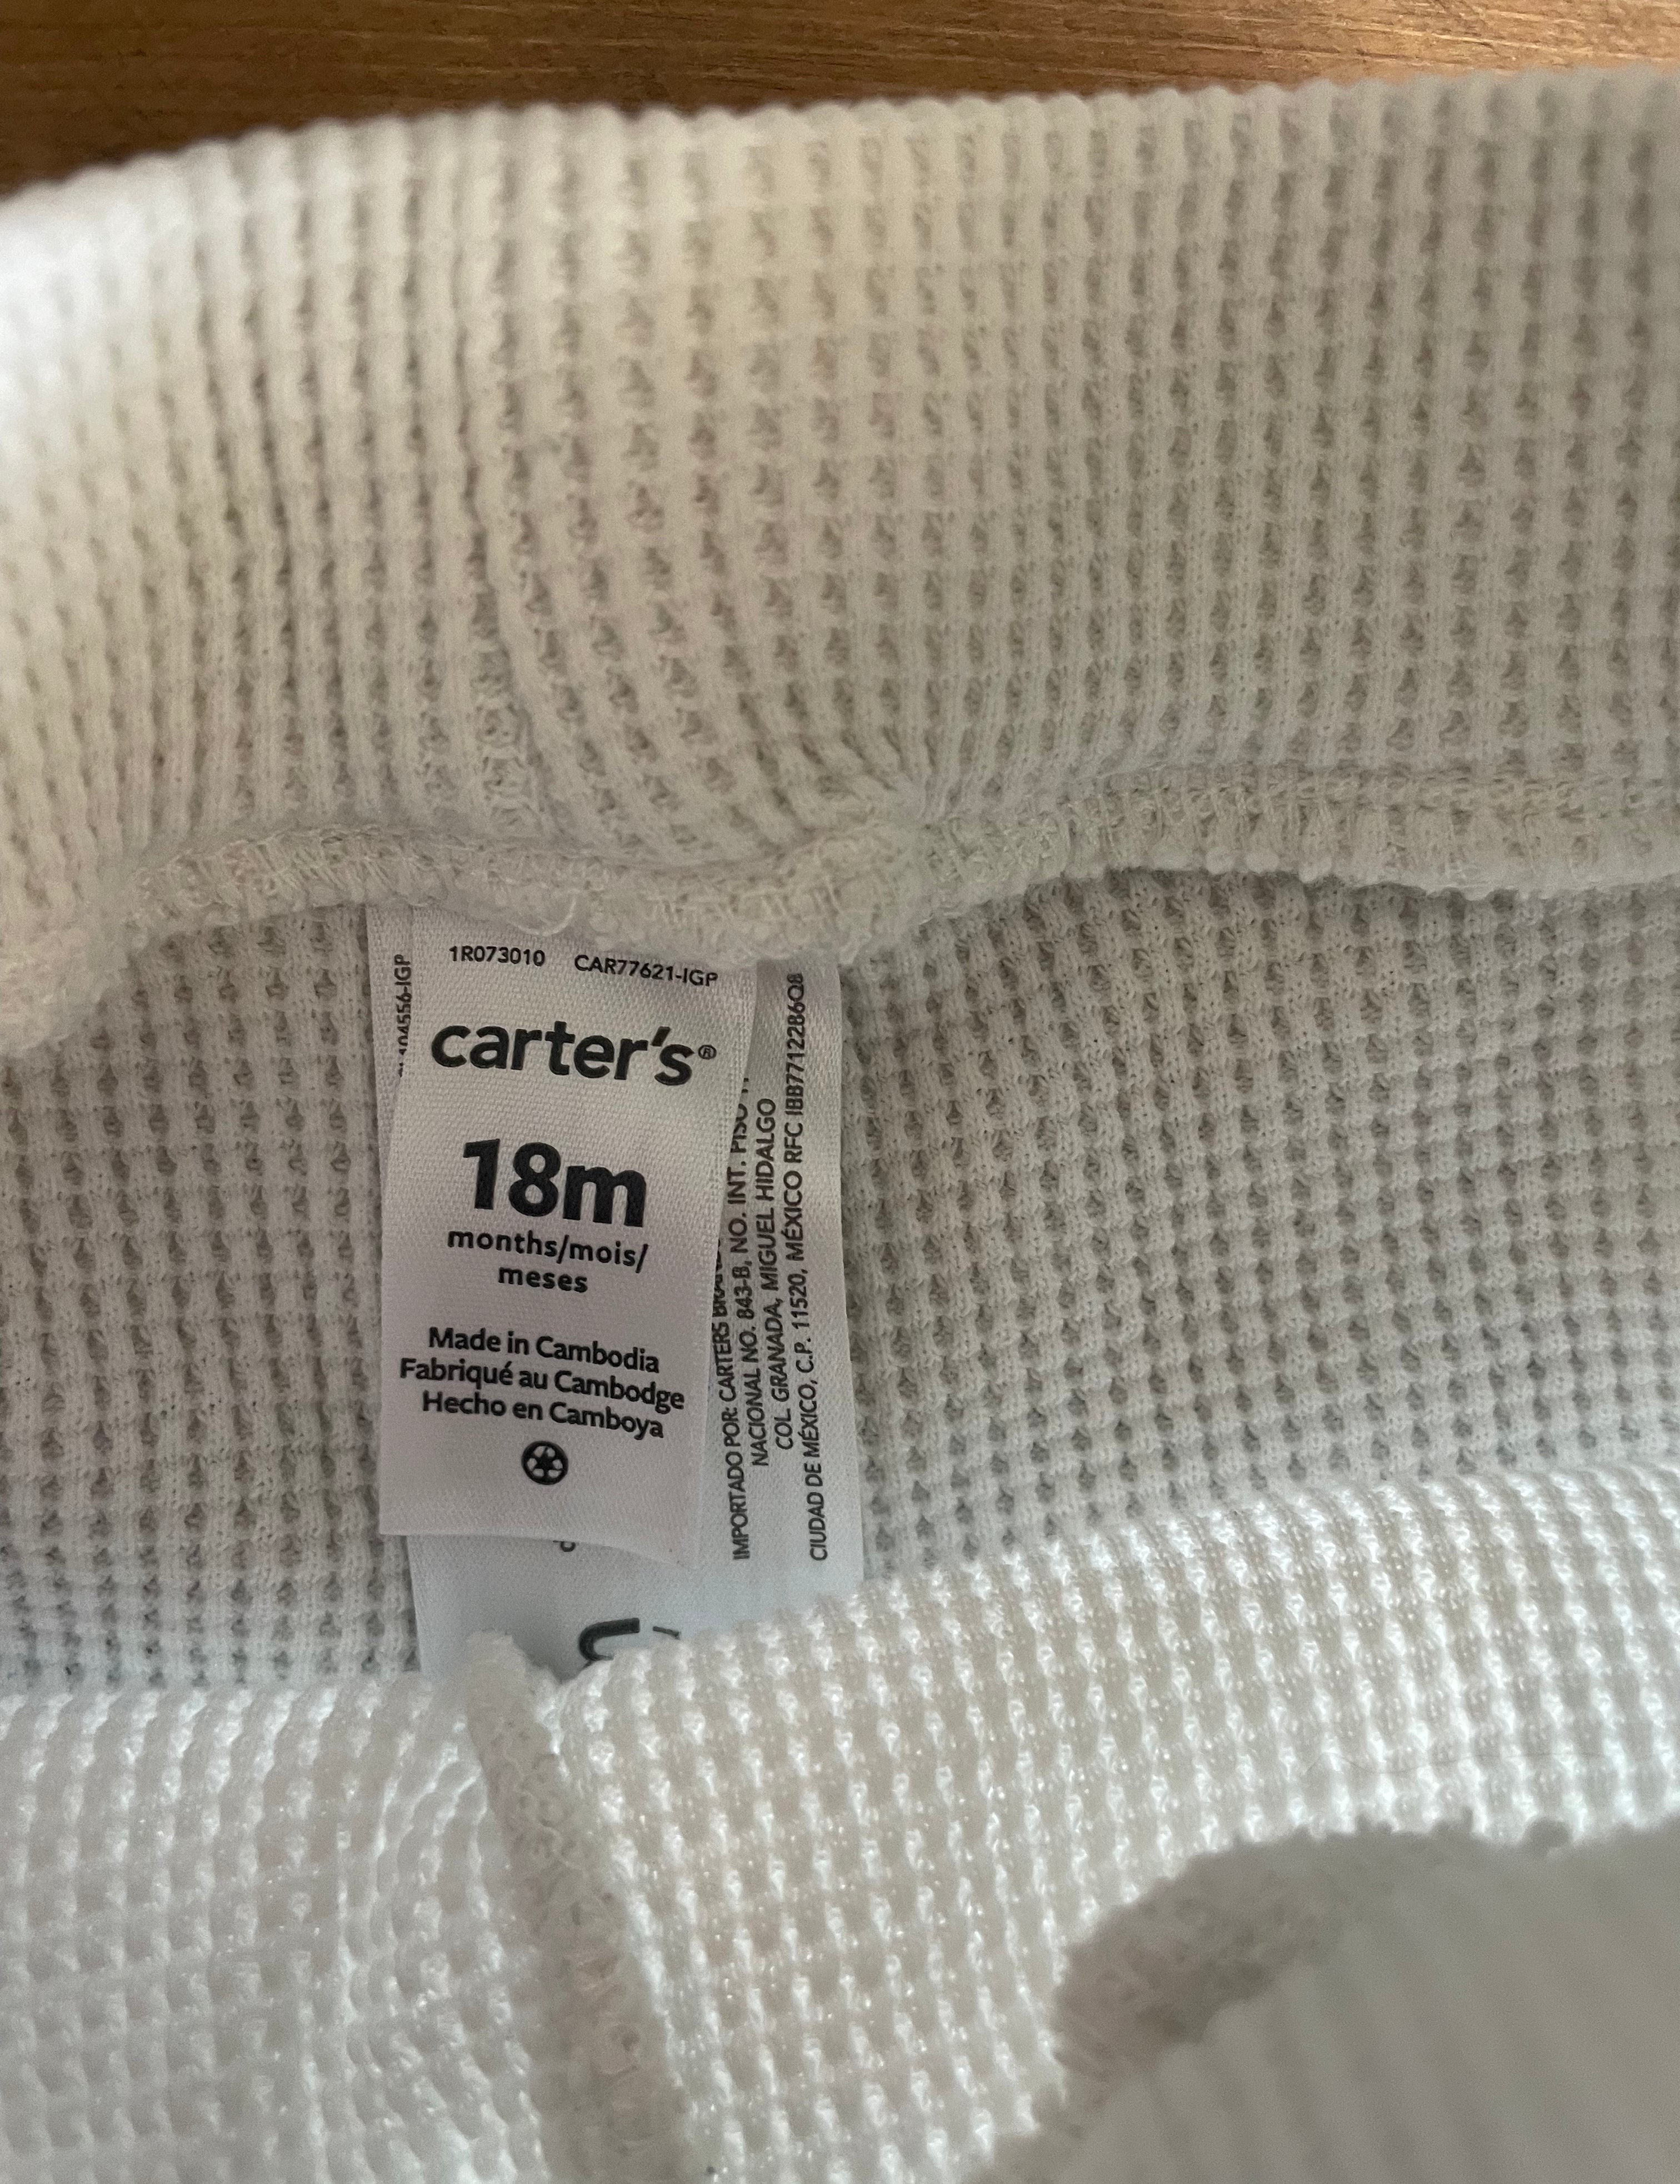 1R073010 CAR77621-IGP
carter's®
18m
months/mois/
meses
Made in Cambodia
Fabriqué au Cambodge
Hecho en Camboya
IMPORTADO POR: CARTERS
NACIONAL NO. 843-B, NO. INT. PISO
COL. GRANADA, MIGUEL HIDALGO
CIUDAD DE MÉXICO, C.P. 11520, MÉXICO RFC IBB7712286Q8